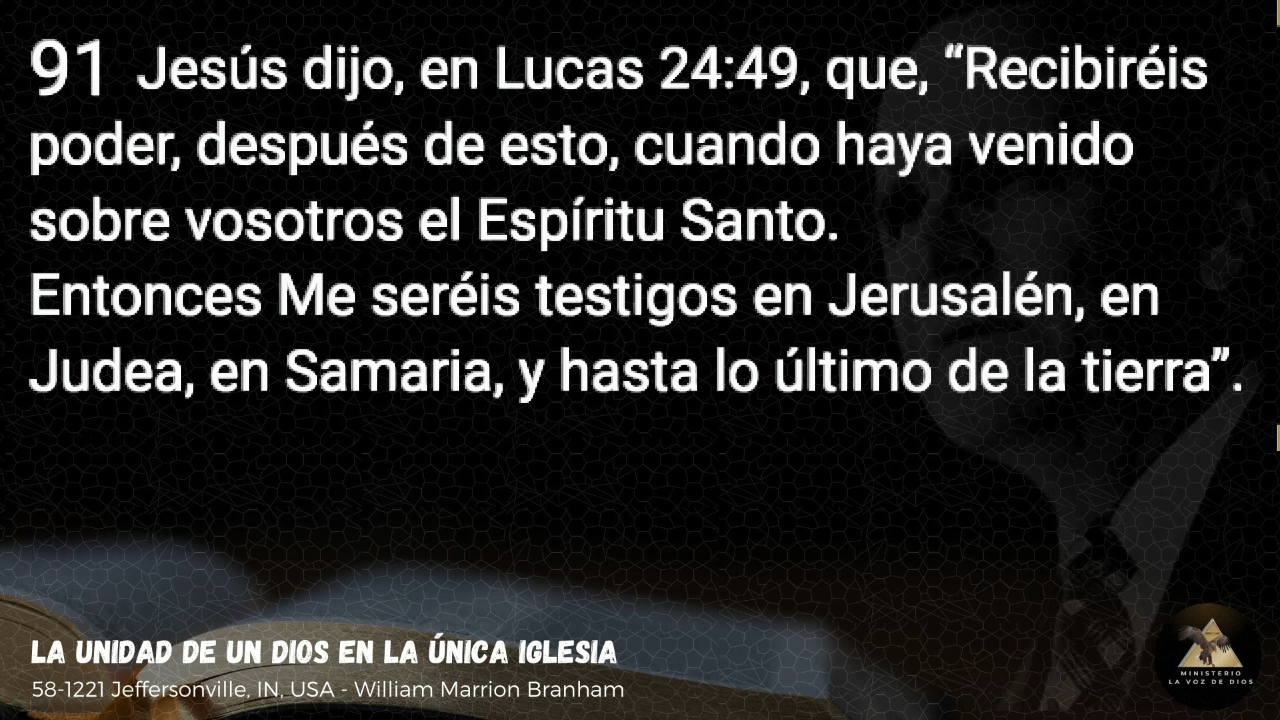 91 Jesús dijo, en Lucas 24:49, que, “Recibiréis
poder, después de esto, cuando haya venido
sobre vosotros el Espíritu Santo.
Entonces Me seréis testigos en Jerusalén, en
Judea, en Samaria, y hasta lo último de la tierra”.
LA UNIDAD DE UN DIOS EN LA ÚNICA IGLESIA
58-1221 Jeffersonville, IN, USA - William Marrion Branham
MINISTERIO
LA VOZ DE DIOS